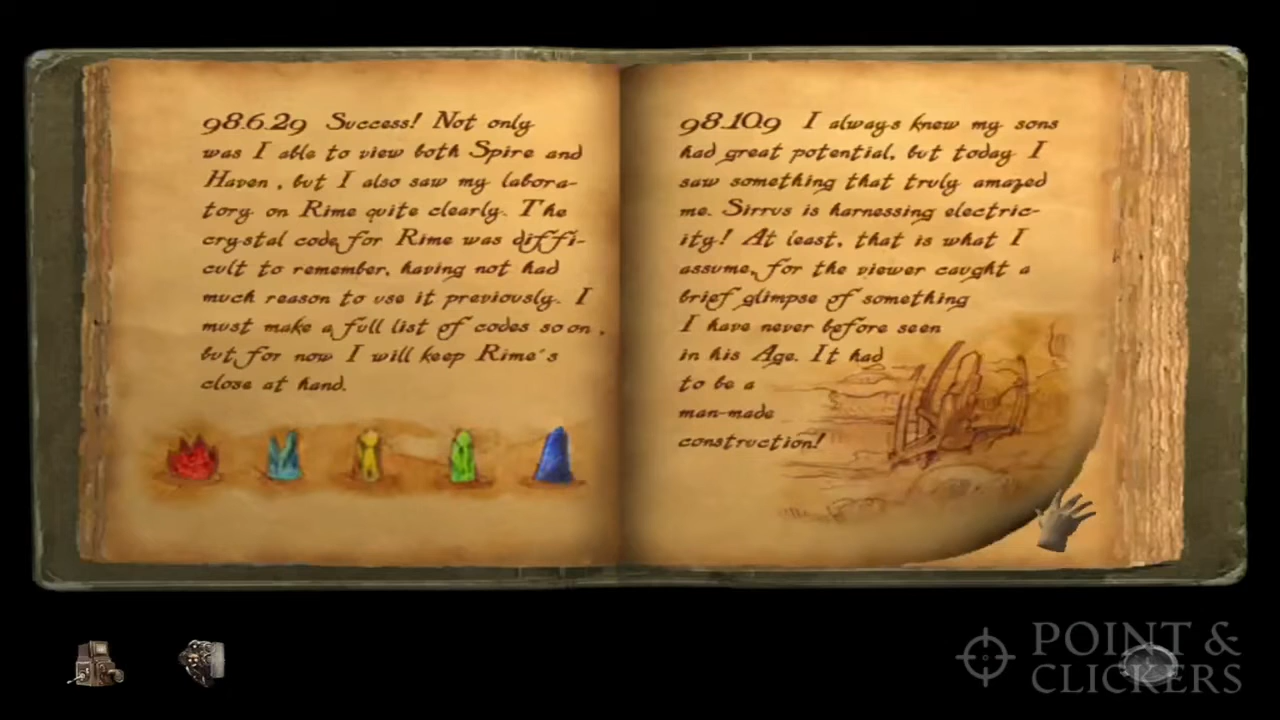 98.6.29 Success! Not only
was I able to view both Spire and
Haven, but I also saw my labora-
tory on Rime quite clearly. The
crystal code for Rime was diffi-
cult to remember, having not had
much reason to use it previously. I
must make a full list of codes soon,
but for now I will keep Rime's
close at hand.
98.10.9 I always knew my sons
had great potential, but today I
saw something that truly amazed
me. Sirrus is harnessing electric-
ity! At least, that is what I
assume, for the viewer caught a
brief glimpse of something
I have never before seen
in his Age. It had
to be a
man-made
construction!
POINT &
CLICKERS